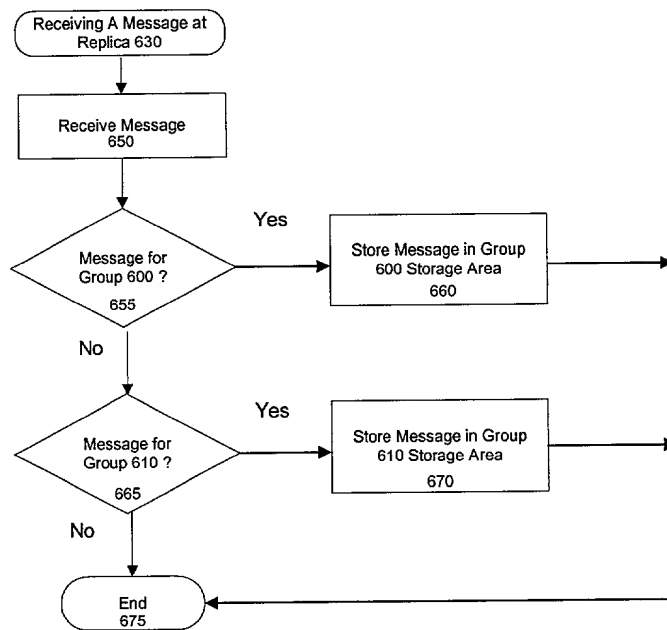 Receiving A Message at
Replica 630
Receive Message
650
Yes
Message for
Group 600 ?
655
Store Message in Group
600 Storage Area
660
No
Yes
Message for
Group 610 ?
665
Store Message in Group
610 Storage Area
670
No
End
675